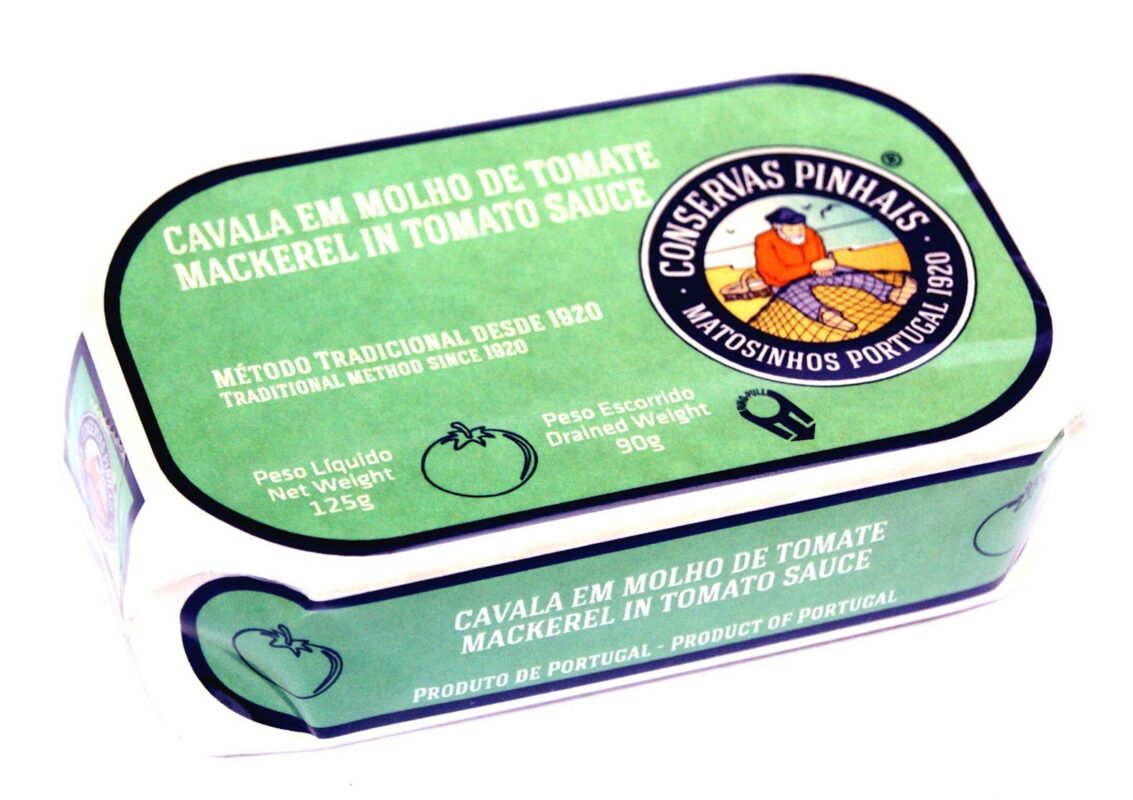 CAVALA EM MOLHO DE TOMATE
MACKEREL IN TOMATO SAUCE
MÉTODO TRADICIONAL DESDE 1920
TRADITIONAL METHOD SINCE 1920
Peso Líquido
Net Weight
125g
Peso Escorrido
Drained Weight
90g
CONSERVAS PINHAIS ®
MATOSINHOS PORTUGAL 1920
CAVALA EM MOLHO DE TOMATE
MACKEREL IN TOMATO SAUCE
PRODUTO DE PORTUGAL - PRODUCT OF PORTUGAL